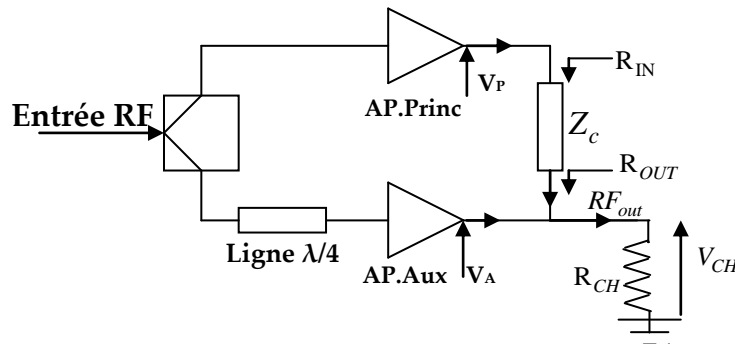 Entrée RF
AP.Princ
V_P
R_IN
Z_c
R_OUT
Ligne λ/4
AP.Aux
V_A
RF_out
R_CH
V_CH